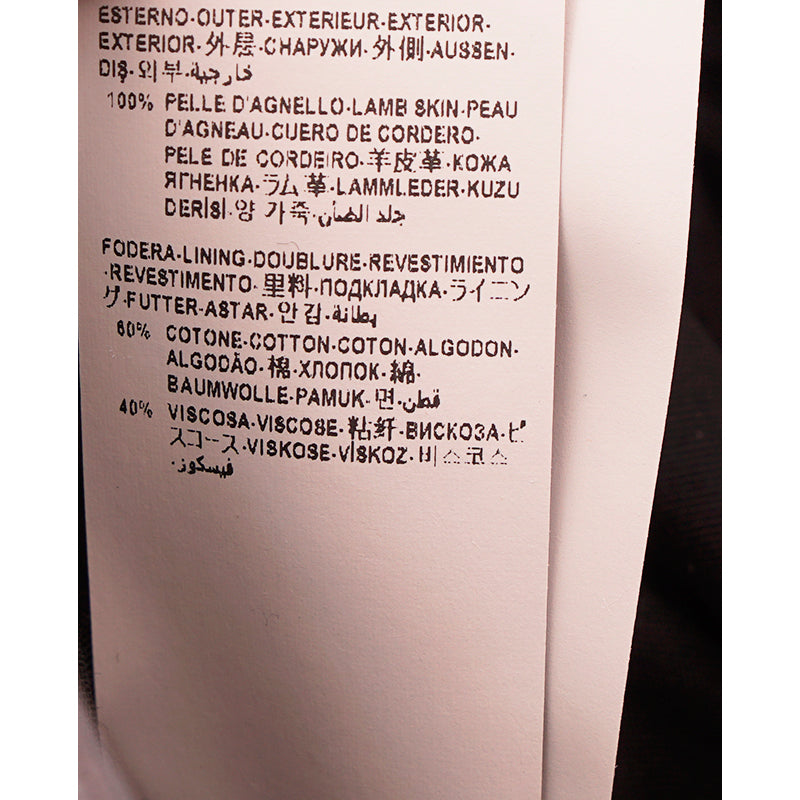 ESTERNO·OUTER·EXTERIEUR·EXTERIOR·
EXTERIOR·外层·СНАРУЖИ·外側·AUSSEN·
DIŞ·외부·خارجية·
100% PELLE D'AGNELLO·LAMB SKIN·PEAU
D'AGNEAU·CUERO DE CORDERO·
PELE DE CORDEIRO·羊皮革·КОЖА
ЯГНЕНКА·ラム革·LAMMLEDER·KUZU
DERİSİ·양 가죽·جلد الضأن
FODERA·LINING·DOUBLURE·REVESTIMIENTO
·REVESTIMENTO·里料·ПОДКЛАДКА·ライニン
グ·FUTTER·ASTAR·안감·بطانة
60% COTONE·COTTON·COTON·ALGODON·
ALGODÃO·棉·ХЛОПОК·綿·
BAUMWOLLE·PAMUK·면·قطن
40% VISCOSA·VISCOSE·粘纤·ВИСКОЗА·ビ
スコース·VISKOSE·VİSKOZ·비스코스
·فيسكوز